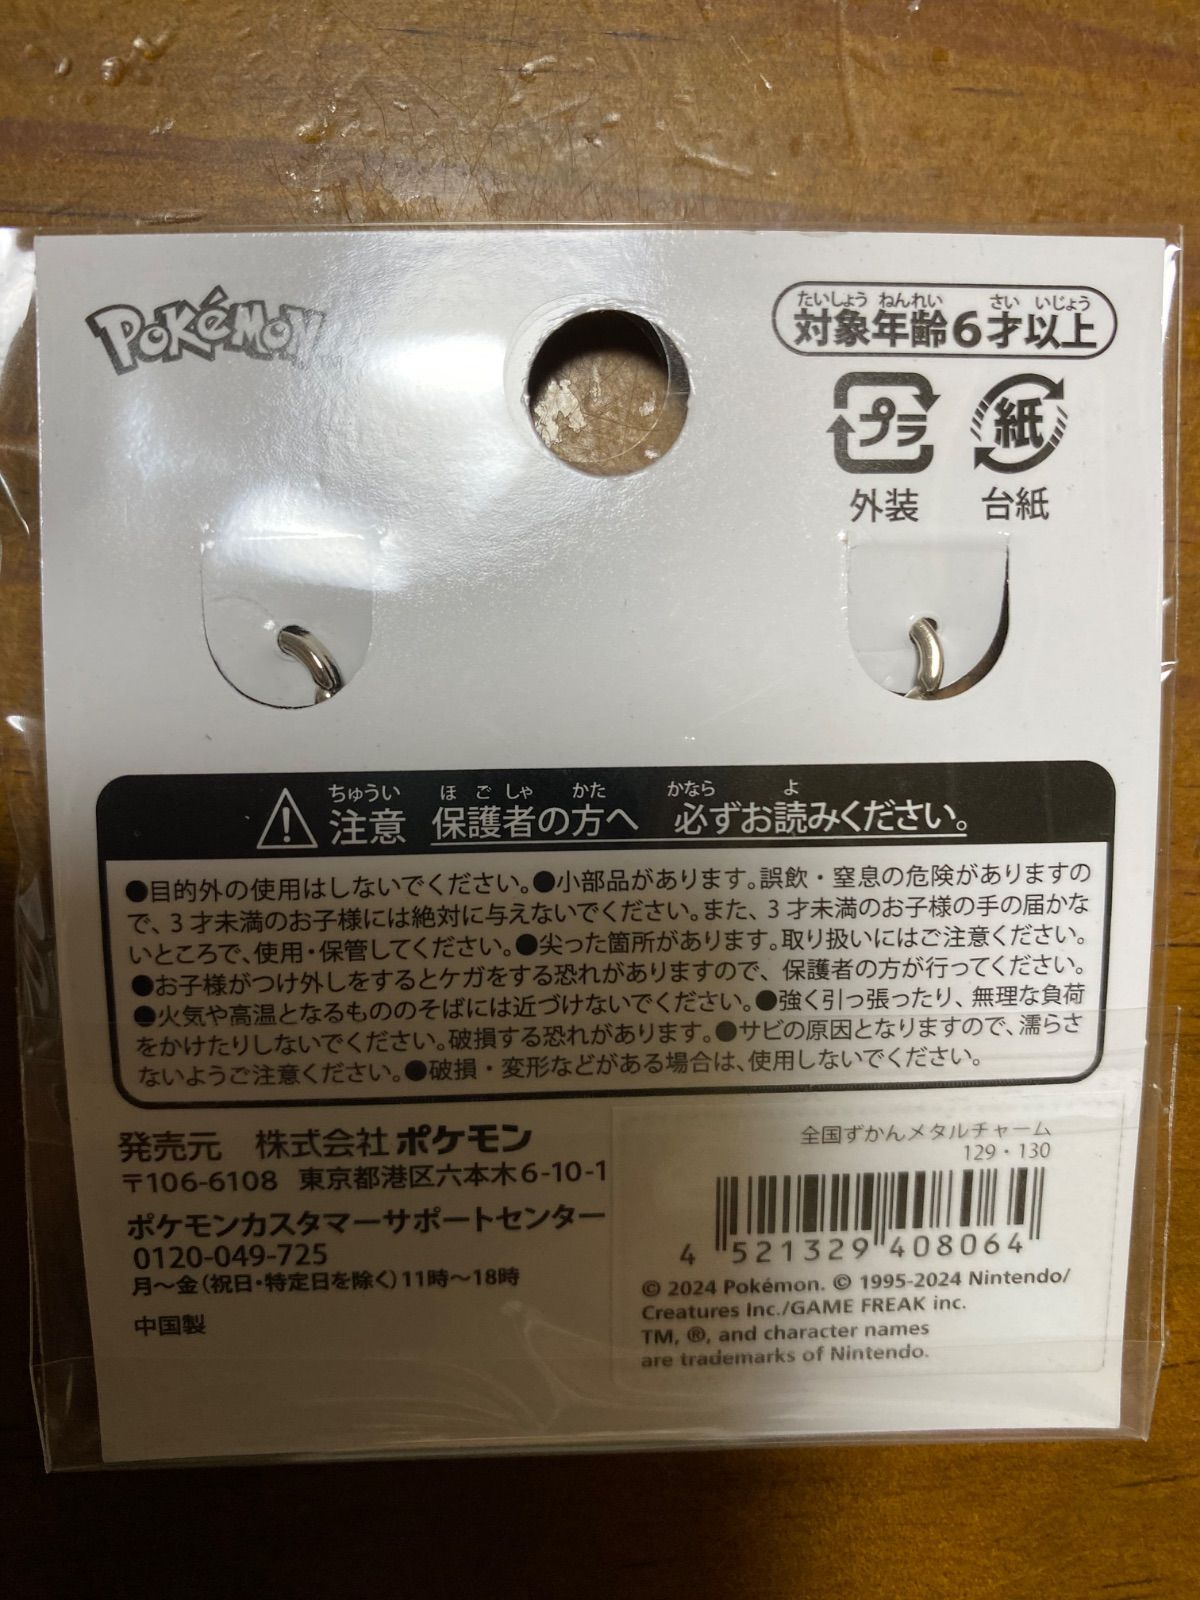 POKéMON
たいしょう ねんれい さい いじょう
対象年齢6才以上
プラ
紙
外装
台紙
ちゅうい ほごしゃ かた かなら よ
注意 保護者の方へ 必ずお読みください。
●目的外の使用はしないでください。●小部品があります。誤飲・窒息の危険がありますの
で、3才未満のお子様には絶対に与えないでください。また、3才未満のお子様の手の届かな
いところで、使用・保管してください。●尖った箇所があります。取り扱いにはご注意ください。
●お子様がつけ外しをするとケガをする恐れがありますので、保護者の方が行ってください。
●火気や高温となるもののそばには近づけないでください。●強く引っ張ったり、無理な負荷
をかけたりしないでください。破損する恐れがあります。●サビの原因となりますので、濡らさ
ないようご注意ください。●破損・変形などがある場合は、使用しないでください。
発売元 株式会社ポケモン
〒106-6108 東京都港区六本木6-10-1
ポケモンカスタマーサポートセンター
0120-049-725
月〜金(祝日・特定日を除く)11時〜18時
中国製
全国ずかんメタルチャーム
129・130
4 521329 408064
© 2024 Pokémon. © 1995-2024 Nintendo/
Creatures Inc./GAME FREAK inc.
TM, ®, and character names
are trademarks of Nintendo.